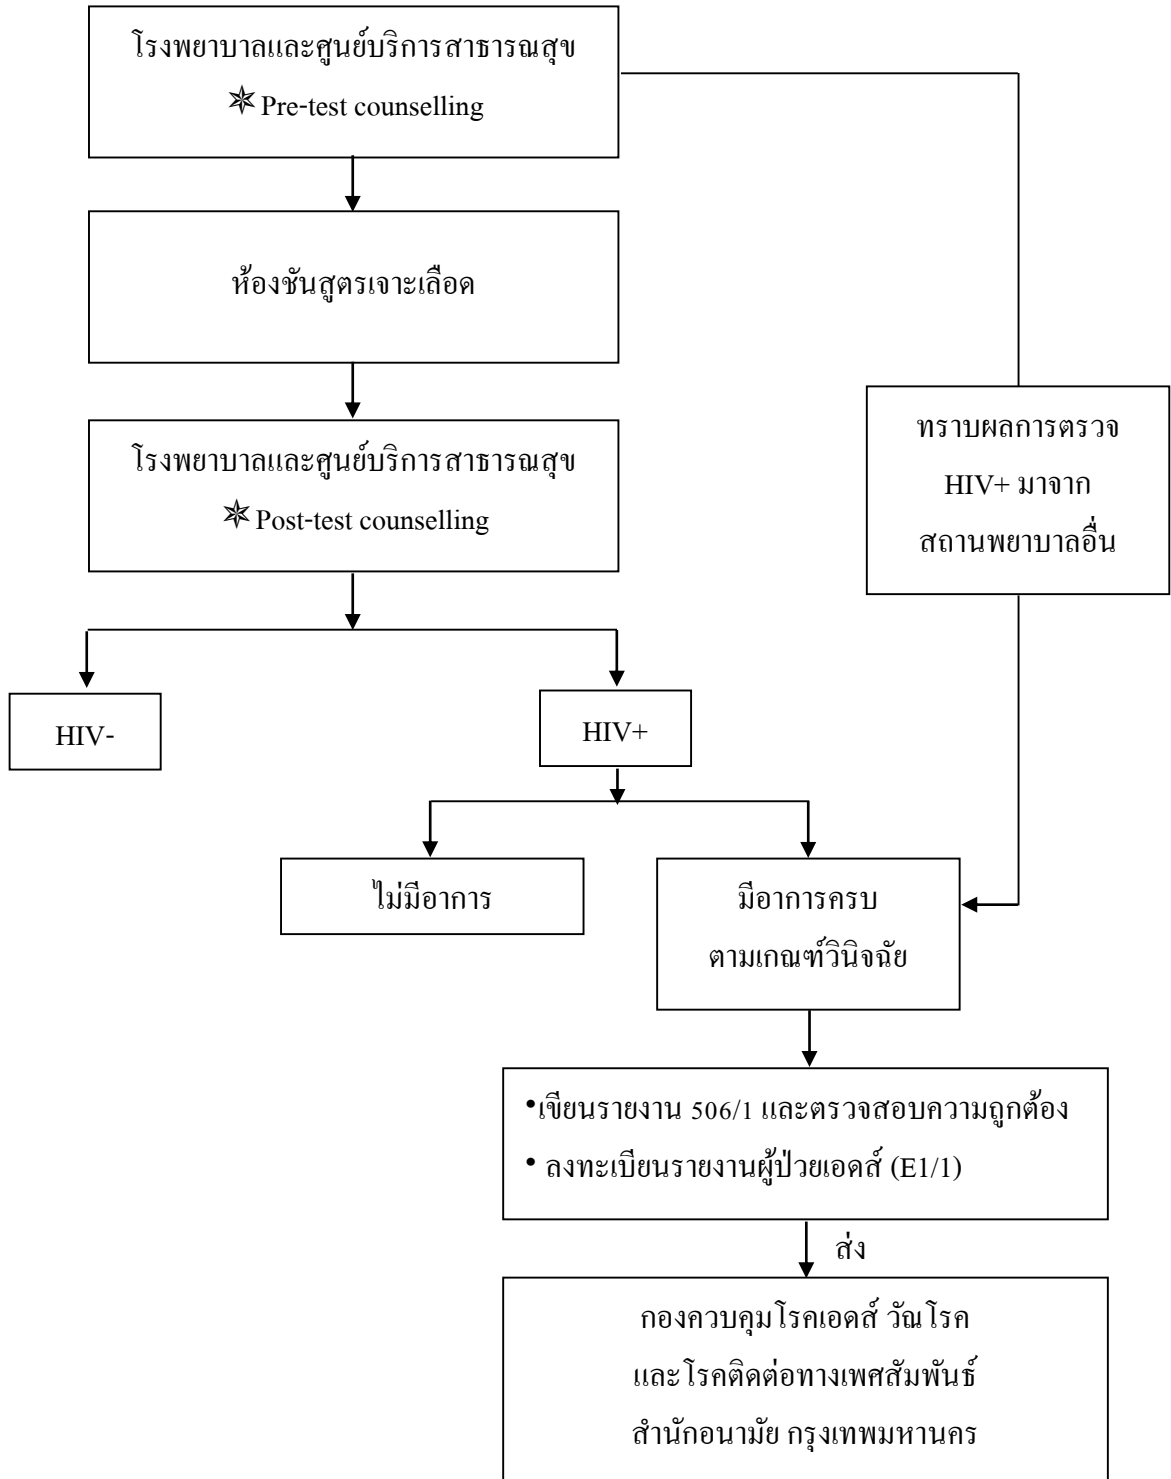 โรงพยาบาลและศูนย์บริการสาธารณสุข
✵ Pre-test counselling
ห้องชันสูตรเจาะเลือด
โรงพยาบาลและศูนย์บริการสาธารณสุข
✵ Post-test counselling
ทราบผลการตรวจ
HIV+ มาจาก
สถานพยาบาลอื่น
HIV-
HIV+
ไม่มีอาการ
มีอาการครบ
ตามเกณฑ์วินิจฉัย
•เขียนรายงาน 506/1 และตรวจสอบความถูกต้อง
• ลงทะเบียนรายงานผู้ป่วยเอดส์ (E1/1)
ส่ง
กองควบคุมโรคเอดส์ วัณโรค
และโรคติดต่อทางเพศสัมพันธ์
สำนักอนามัย กรุงเทพมหานคร